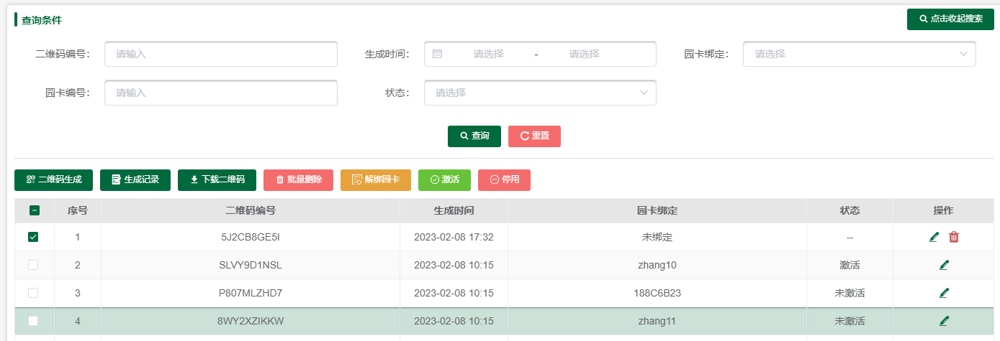 查询条件 点击收起搜索
二维码编号： 请输入 生成时间： 请选择 - 请选择 园卡绑定： 请选择
园卡编号： 请输入 状态： 请选择
查询 重置
二维码生成 生成记录 下载二维码 批量删除 解绑园卡 激活 停用
序号 二维码编号 生成时间 园卡绑定 状态 操作
1 5J2CB8GE5I 2023-02-08 17:32 未绑定 --
2 SLVY9D1NSL 2023-02-08 10:15 zhang10 激活
3 P807MLZHD7 2023-02-08 10:15 188C6B23 未激活
4 8WY2XZIKKW 2023-02-08 10:15 zhang11 未激活